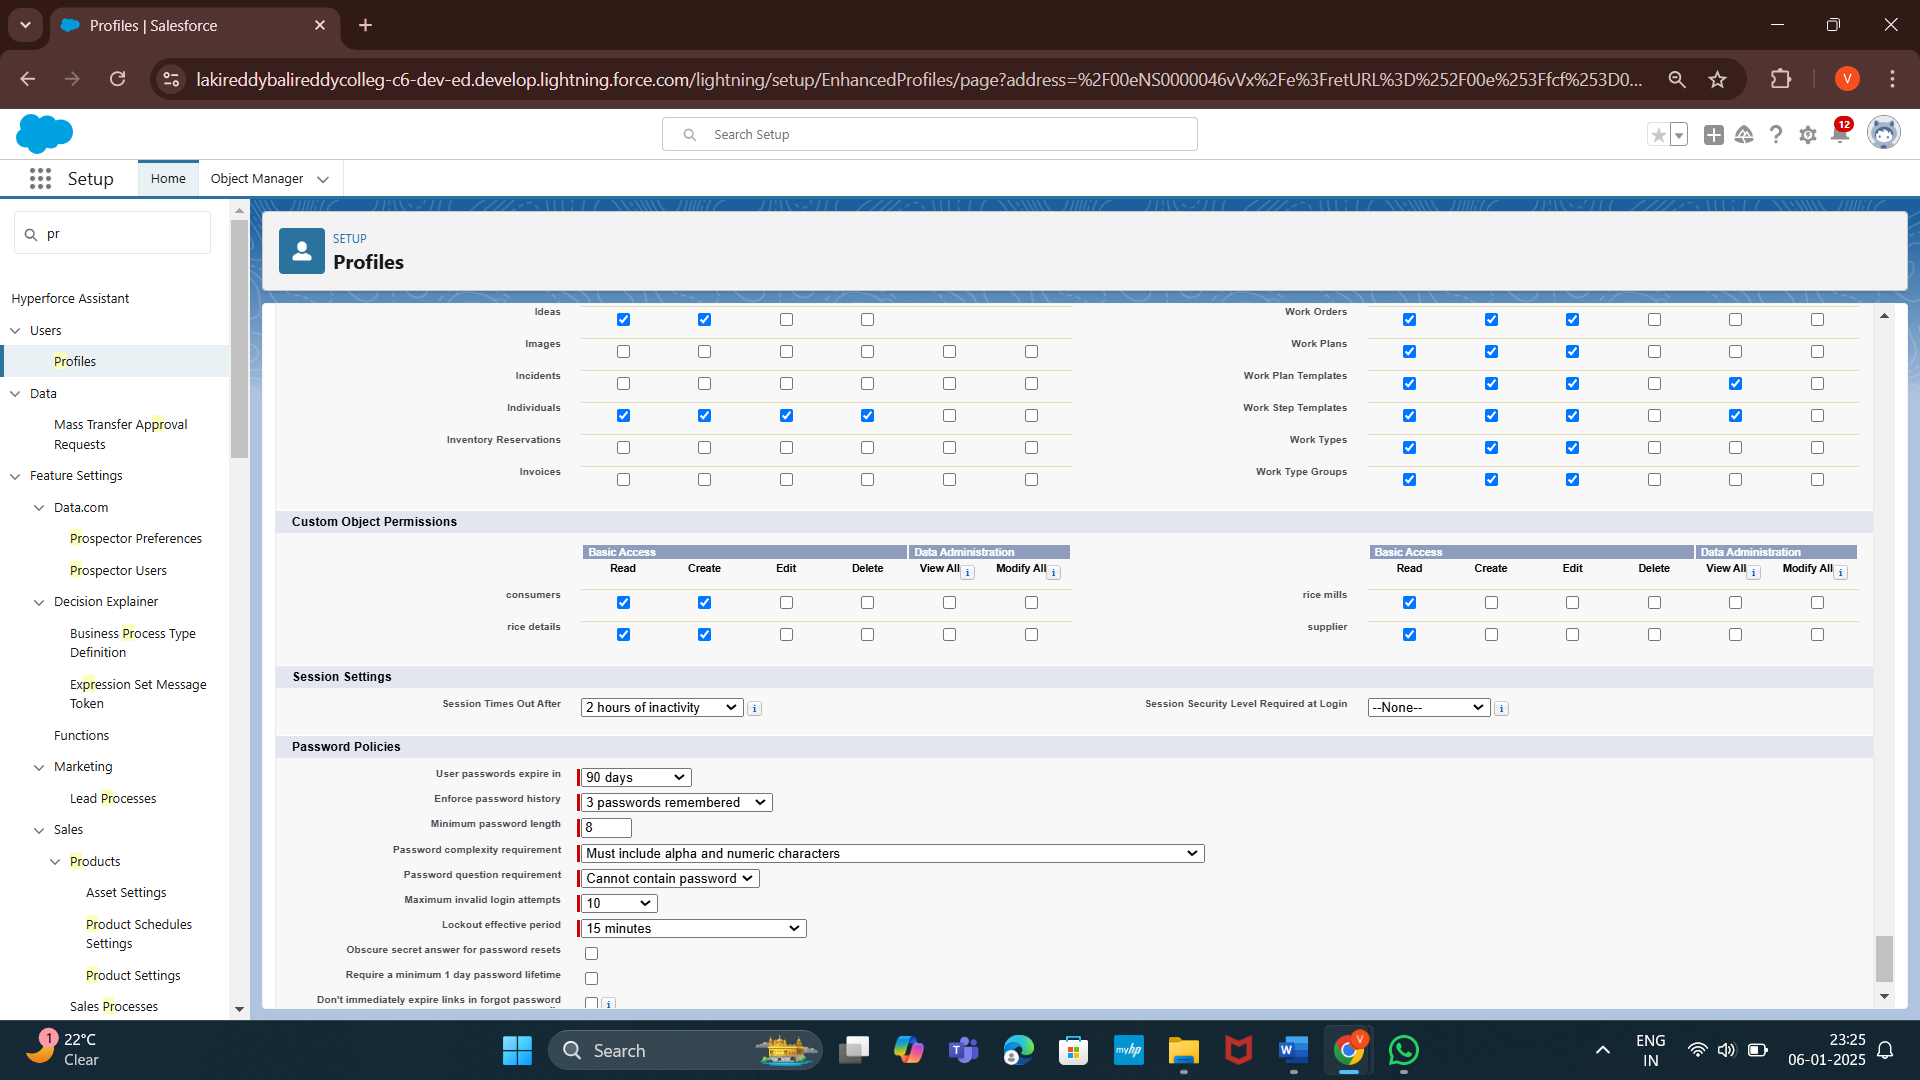 Profiles | Salesforce
lakireddybalireddycolleg-c6-dev-ed.develop.lightning.force.com/lightning/setup/EnhancedProfiles/page?address=%2F00eNS0000046vVx%2Fe%3FretURL%3D%252F00e%253Ffcf%253D0...
V
Search Setup
12
Setup
Home
Object Manager
pr
Hyperforce Assistant
Users
Profiles
Data
Mass Transfer Approval
Requests
Feature Settings
Data.com
Prospector Preferences
Prospector Users
Decision Explainer
Business Process Type
Definition
Expression Set Message
Token
Functions
Marketing
Lead Processes
Sales
Products
Asset Settings
Product Schedules
Settings
Product Settings
Sales Processes
SETUP
Profiles
Ideas
Work Orders
Images
Work Plans
Incidents
Work Plan Templates
Individuals
Work Step Templates
Inventory Reservations
Work Types
Invoices
Work Type Groups
Custom Object Permissions
Basic Access Data Administration Basic Access Data Administration
Read Create Edit Delete View All i Modify All i Read Create Edit Delete View All i Modify All i
consumers
rice mills
rice details
supplier
Session Settings
Session Times Out After 2 hours of inactivity i
Session Security Level Required at Login --None-- i
Password Policies
User passwords expire in 90 days
Enforce password history 3 passwords remembered
Minimum password length 8
Password complexity requirement Must include alpha and numeric characters
Password question requirement Cannot contain password
Maximum invalid login attempts 10
Lockout effective period 15 minutes
Obscure secret answer for password resets
Require a minimum 1 day password lifetime
Don't immediately expire links in forgot password i
1
22°C
Clear
Search
myhp
V
ENG
IN
23:25
06-01-2025